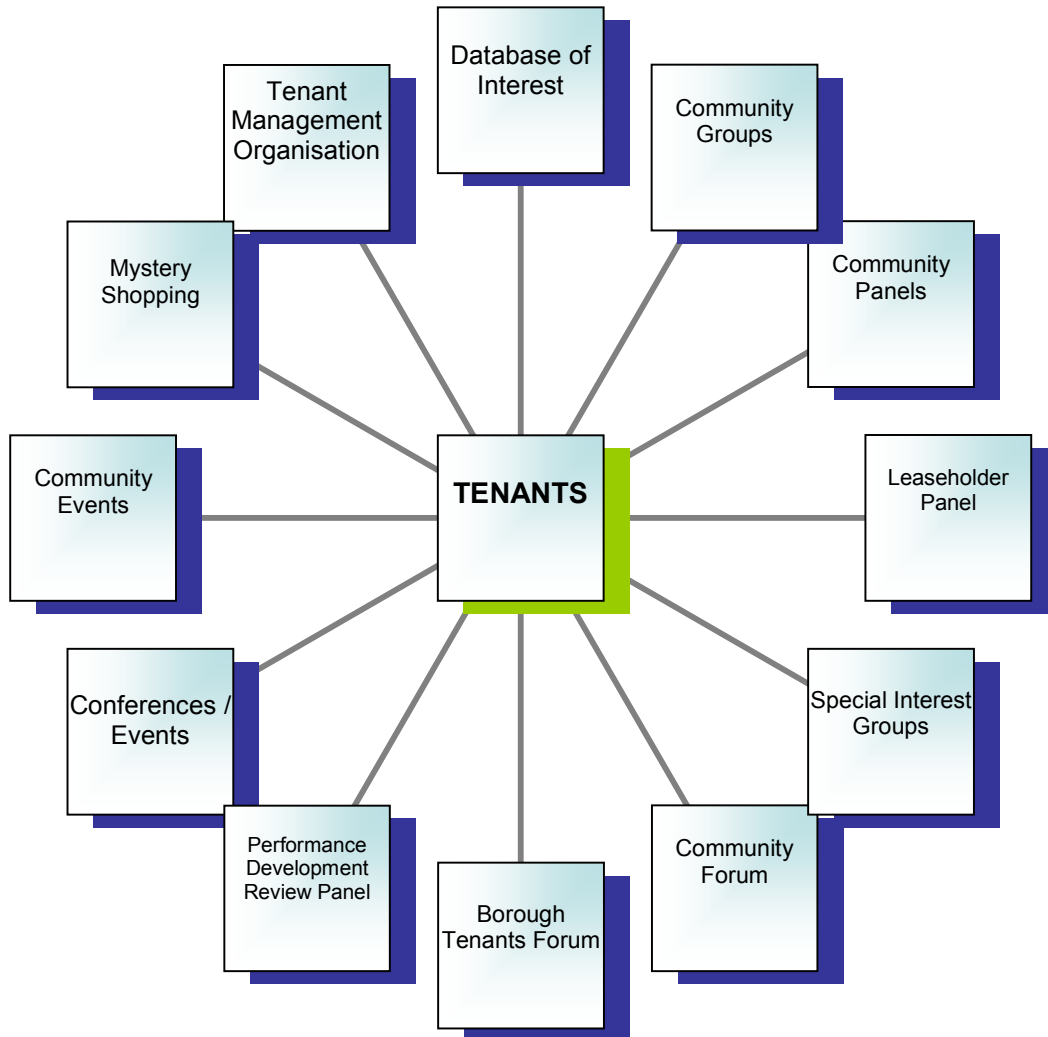 Database of
Interest
Tenant
Management
Organisation
Community
Groups
Mystery
Shopping
Community
Panels
Community
Events
TENANTS
Leaseholder
Panel
Conferences /
Events
Special Interest
Groups
Performance
Development
Review Panel
Community
Forum
Borough
Tenants Forum